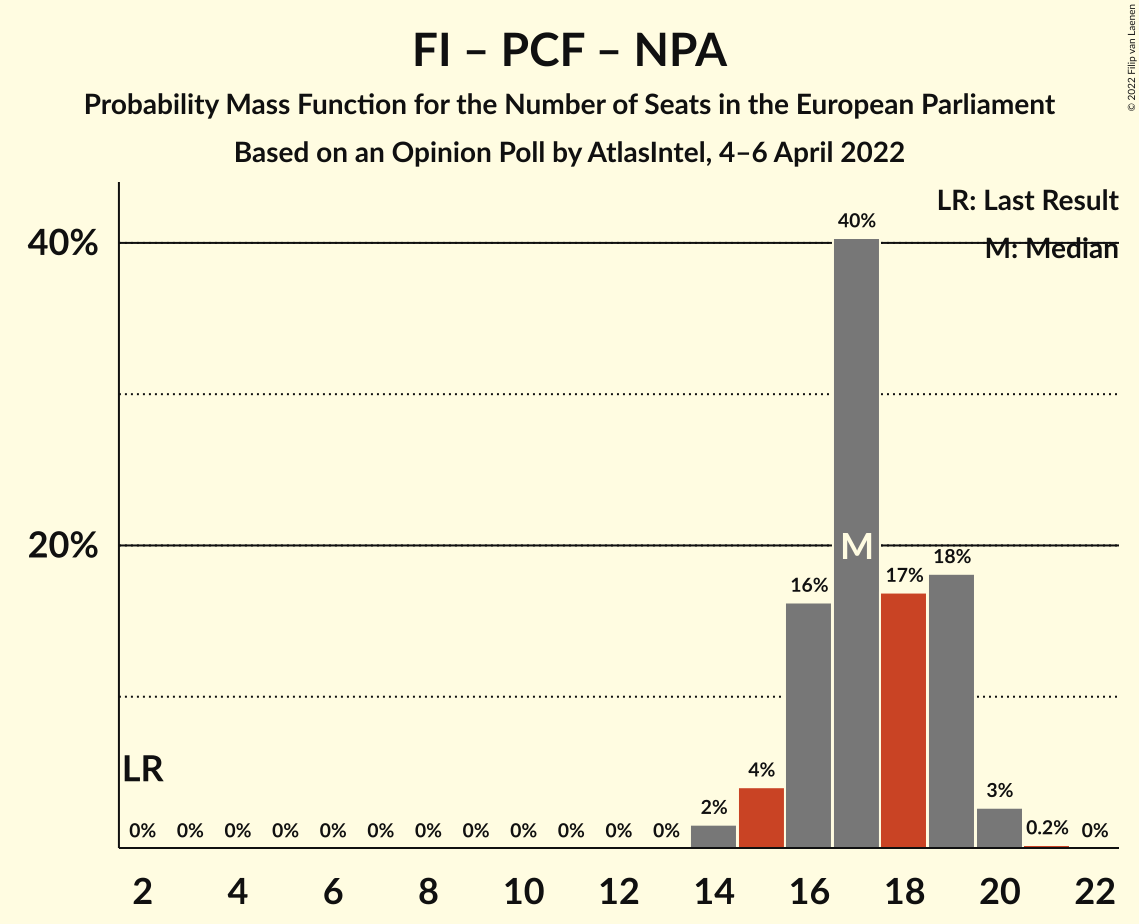 FI – PCF – NPA
Probability Mass Function for the Number of Seats in the European Parliament
Based on an Opinion Poll by AtlasIntel, 4–6 April 2022
© 2022 Filip van Laenen
LR: Last Result
M: Median
40%
20%
40%
M
18%
17%
16%
LR
4%
3%
2%
0% 0% 0% 0% 0% 0% 0% 0% 0% 0% 0% 0% 0.2% 0%
2 4 6 8 10 12 14 16 18 20 22